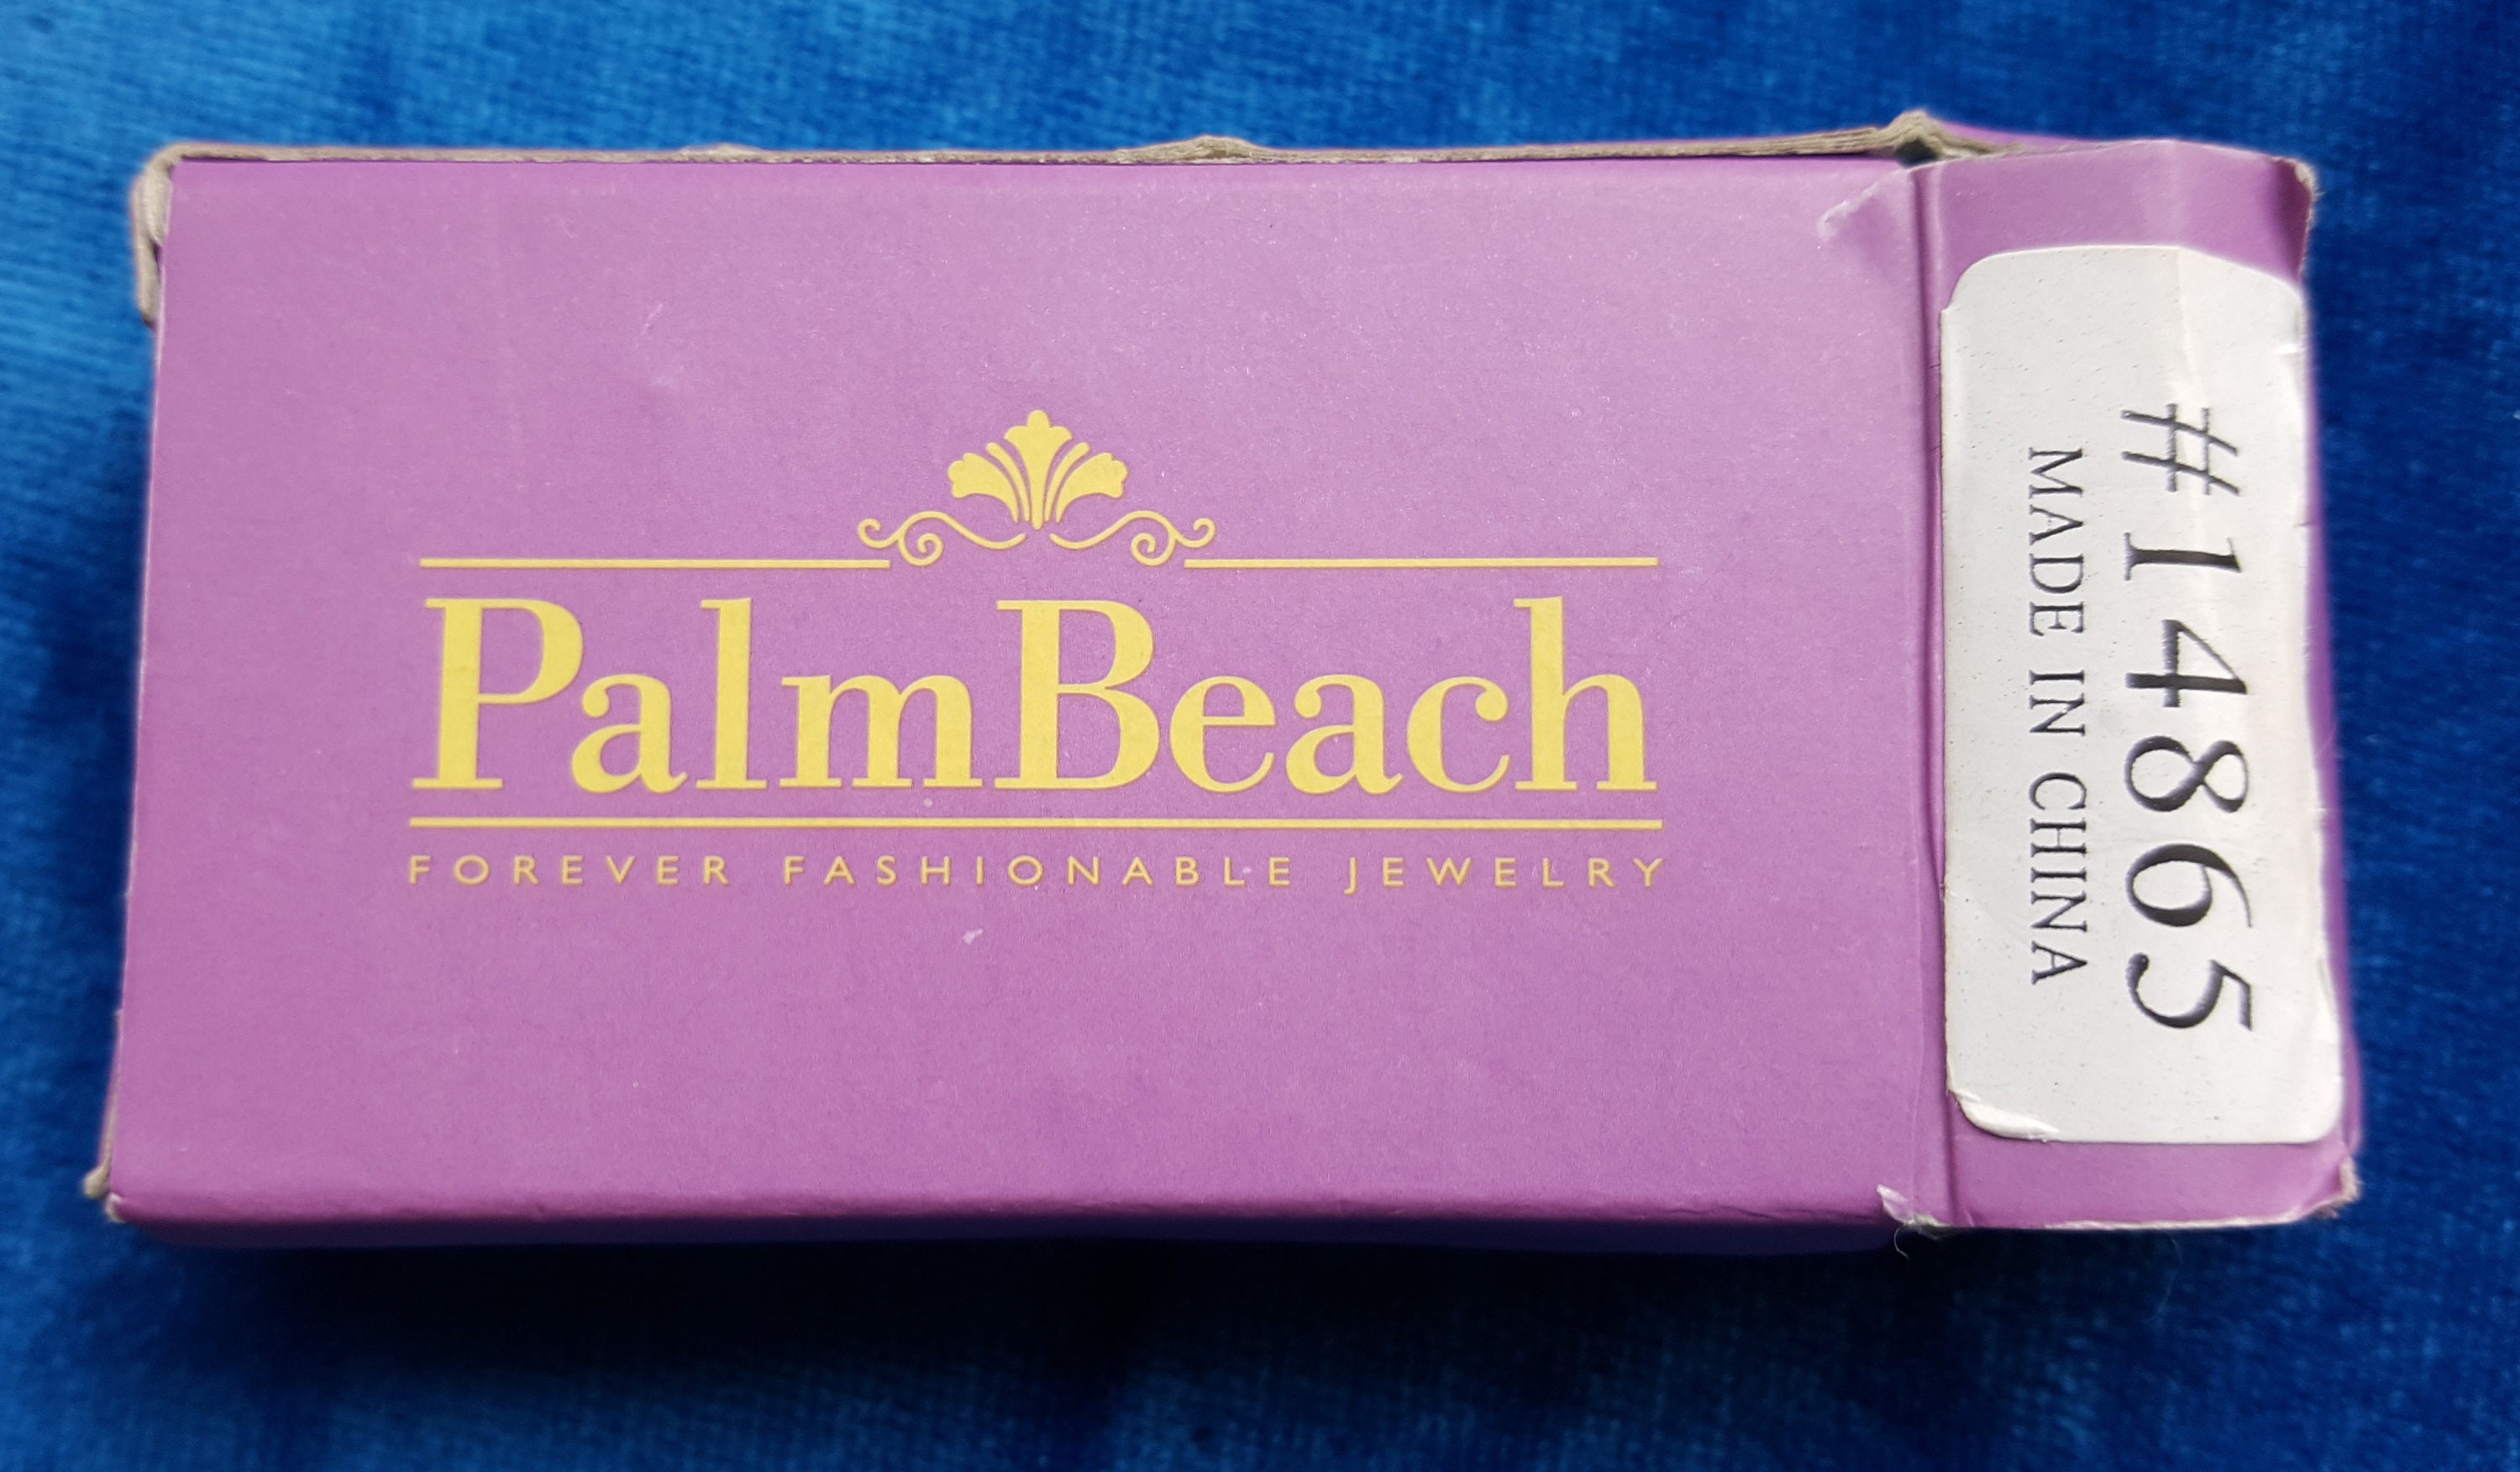 PalmBeach
FOREVER FASHIONABLE JEWELRY
#14865
MADE IN CHINA